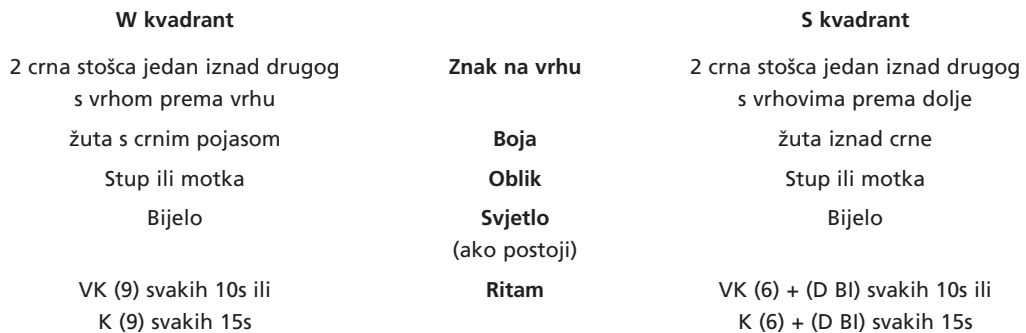 W kvadrant S kvadrant
2 crna stošca jedan iznad drugog Znak na vrhu 2 crna stošca jedan iznad drugog
s vrhom prema vrhu s vrhovima prema dolje
žuta s crnim pojasom Boja žuta iznad crne
Stup ili motka Oblik Stup ili motka
Bijelo Svjetlo Bijelo
(ako postoji)
VK (9) svakih 10s ili Ritam VK (6) + (D BI) svakih 10s ili
K (9) svakih 15s K (6) + (D BI) svakih 15s